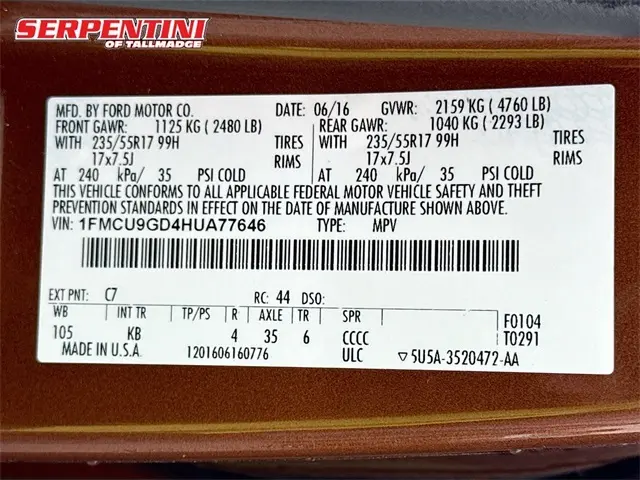 SERPENTINI
OF TALLMADGE
MFD. BY FORD MOTOR CO. DATE: 06/16 GVWR: 2159 KG ( 4760 LB)
FRONT GAWR: 1125 KG ( 2480 LB) REAR GAWR: 1040 KG ( 2293 LB)
WITH 235/55R17 99H TIRES WITH 235/55R17 99H TIRES
17x7.5J RIMS 17x7.5J RIMS
AT 240 kPa/ 35 PSI COLD AT 240 kPa/ 35 PSI COLD
THIS VEHICLE CONFORMS TO ALL APPLICABLE FEDERAL MOTOR VEHICLE SAFETY AND THEFT
PREVENTION STANDARDS IN EFFECT ON THE DATE OF MANUFACTURE SHOWN ABOVE.
VIN: 1FMCU9GD4HUA77646 TYPE: MPV
EXT PNT: C7 RC: 44 DSO:
WB INT TR TP/PS R AXLE TR SPR F0104
105 KB 4 35 6 CCCC T0291
MADE IN U.S.A. 1201606160776 ULC ▽5U5A-3520472-AA